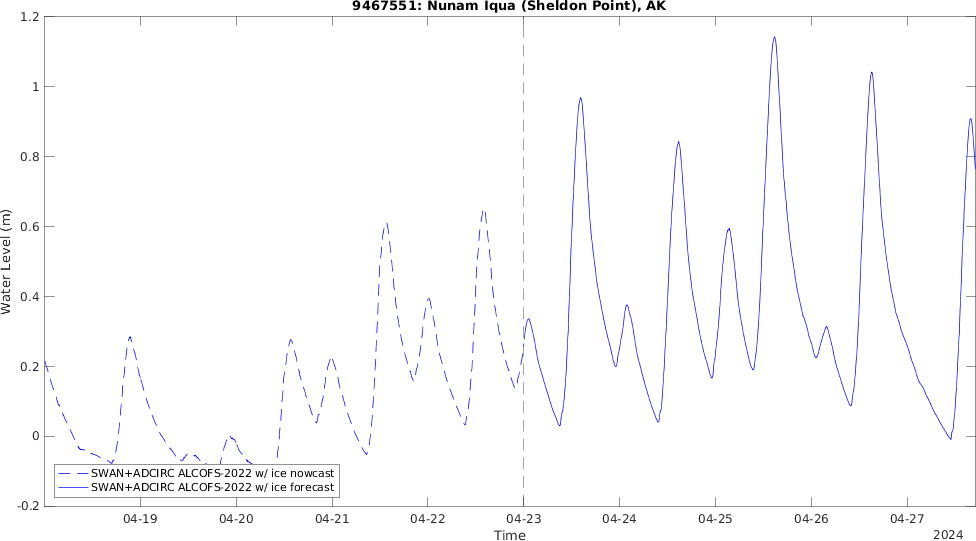 9467551: Nunam Iqua (Sheldon Point), AK
1.2
1
0.8
0.6
0.4
0.2
0
-0.2
Water Level (m)
SWAN+ADCIRC ALCOFS-2022 w/ ice nowcast
SWAN+ADCIRC ALCOFS-2022 w/ ice forecast
04-19 04-20 04-21 04-22 04-23 04-24 04-25 04-26 04-27
Time
2024